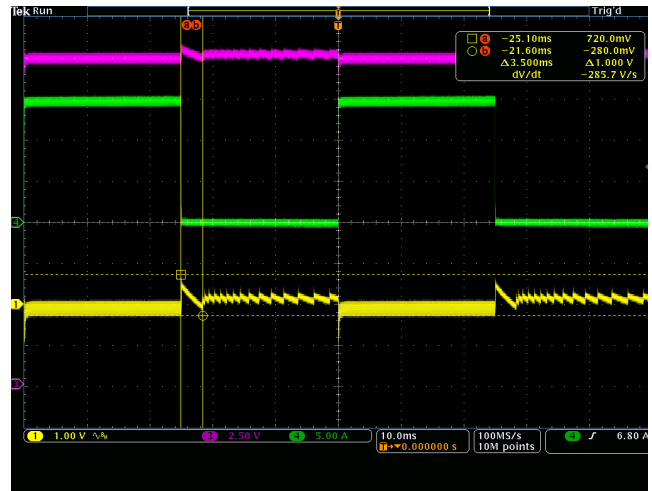 Tek Run
Trig'd
T
a b
T
a −25.10ms 720.0mV
b −21.60ms −280.0mV
Δ3.500ms Δ1.000 V
dV/dt −285.7 V/s
4
1
3
1 1.00 V
3 2.50 V
4 5.00 A
10.0ms
T→▼0.000000 s
100MS/s
10M points
4 6.80 A